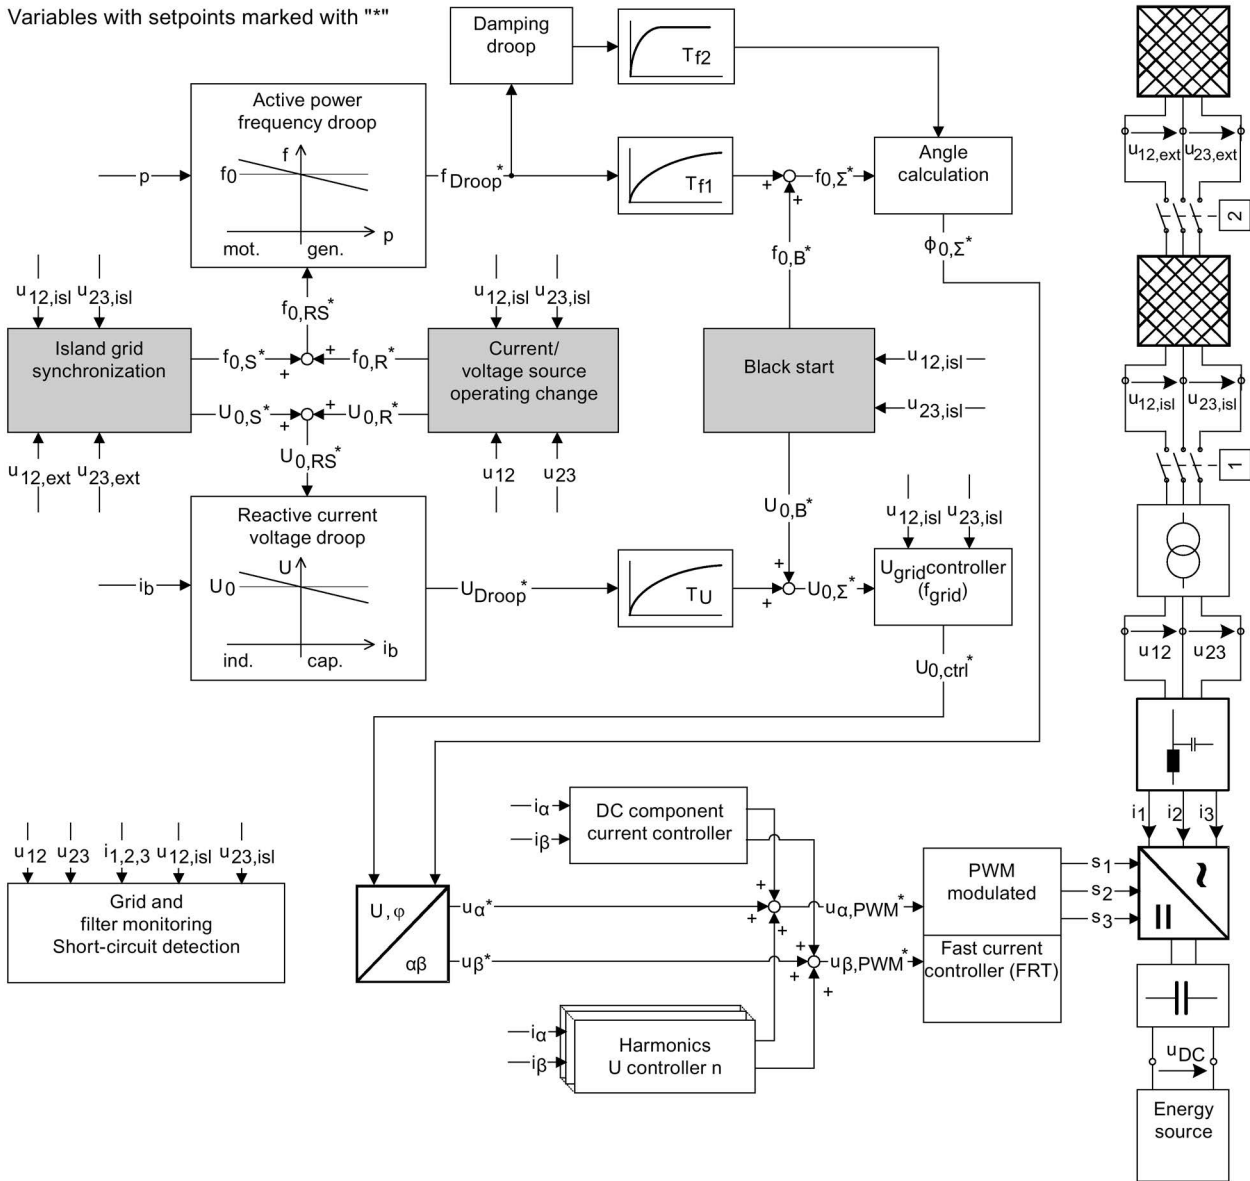 Variables with setpoints marked with "*"
Damping
droop
Tf2
Active power
frequency droop
f
f0
p
mot.
gen.
p
fDroop*
Tf1
+
+
f0,Σ*
Angle
calculation
f0,B*
ϕ0,Σ*
u12,ext
u23,ext
2
u12,isl
u23,isl
f0,RS*
u12,isl
u23,isl
Island grid
synchronization
f0,S*
+
+
f0,R*
Current/
voltage source
operating change
Black start
u12,isl
u23,isl
U0,S*
+
+
U0,R*
U0,RS*
u12,ext
u23,ext
u12
u23
u12,isl
u23,isl
1
Reactive current
voltage droop
U
U0
ib
ind.
cap.
ib
UDroop*
TU
U0,B*
+
+
U0,Σ*
u12,isl
u23,isl
Ugrid controller
(fgrid)
U0,ctrl*
u12
u23
i1
i2
i3
u12
u23
i1,2,3
u12,isl
u23,isl
Grid and
filter monitoring
Short-circuit detection
iα
iβ
DC component
current controller
U, φ
αβ
uα*
uβ*
+
+
+
uα,PWM*
+
+
+
uβ,PWM*
iα
iβ
Harmonics
U controller n
PWM
modulated
Fast current
controller (FRT)
s1
s2
s3
~
=
uDC
Energy
source